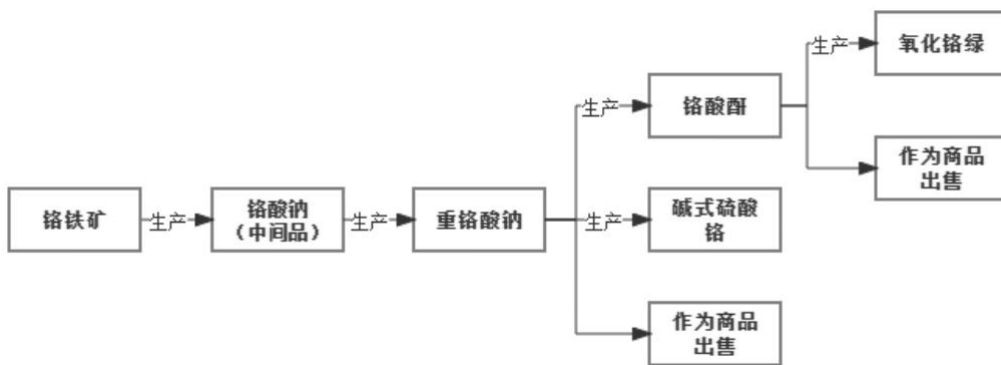 生产
氧化铬绿
生产
铬酸酐
作为商品
出售
铬铁矿
生产
铬酸钠
（中间品）
生产
重铬酸钠
生产
碱式硫酸
铬
作为商品
出售